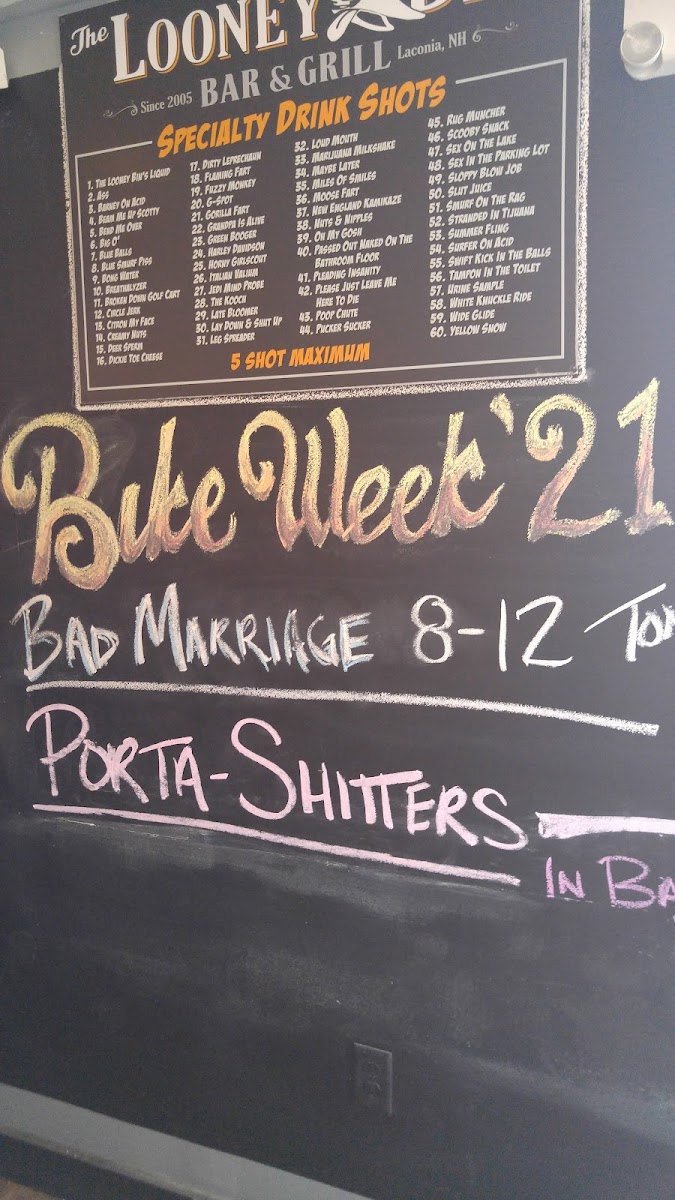 The
LOONEY
BAR & GRILL
Since 2005
Laconia, NH
SPECIALTY DRINK SHOTS
1. THE LOONEY BIN'S LIQUID
2. ASS
3. BARNEY ON ACID
4. BEAM ME UP SCOTTY
5. BEND ME OVER
6. BIG O'
7. BLUE BALLS
8. BLUE SMURF PISS
9. BONG WATER
10. BREATHALYZER
11. BROKEN DOWN GOLF CART
12. CIRCLE JERK
13. CITRON MY FACE
14. CREAMY NUTS
15. DEER SPERM
16. DICKIE TOE CHEESE
17. DIRTY LEPRECHAUN
18. FLAMING FART
19. FUZZY MONKEY
20. G-SPOT
21. GORILLA FART
22. GRANDPA IS ALIVE
23. GREEN BOOGER
24. HARLEY DAVIDSON
25. HORNY GIRLSCOUT
26. ITALIAN VALIUM
27. JEDI MIND PROBE
28. THE KOOCH
29. LATE BLOOMER
30. LAY DOWN & SHUT UP
31. LEG SPREADER
32. LOUD MOUTH
33. MARIJUANA MILKSHAKE
34. MAYBE LATER
35. MILES OF SMILES
36. MOOSE FART
37. NEW ENGLAND KAMIKAZE
38. NUTS & NIPPLES
39. OH MY GOSH
40. PASSED OUT NAKED ON THE
BATHROOM FLOOR
41. PLEADING INSANITY
42. PLEASE JUST LEAVE ME
HERE TO DIE
43. POOP CHUTE
44. PUCKER SUCKER
45. RUG MUNCHER
46. SCOOBY SNACK
47. SEX ON THE LAKE
48. SEX IN THE PARKING LOT
49. SLOPPY BLOW JOB
50. SLUT JUICE
51. SMURF ON THE RAG
52. STRANDED IN TIJUANA
53. SUMMER FLING
54. SURFER ON ACID
55. SWIFT KICK IN THE BALLS
56. TAMPON IN THE TOILET
57. URINE SAMPLE
58. WHITE KNUCKLE RIDE
59. WIDE GLIDE
60. YELLOW SNOW
5 SHOT MAXIMUM
Bike Week '21
BAD MARRIAGE 8-12
PORTA-SHITTERS
IN